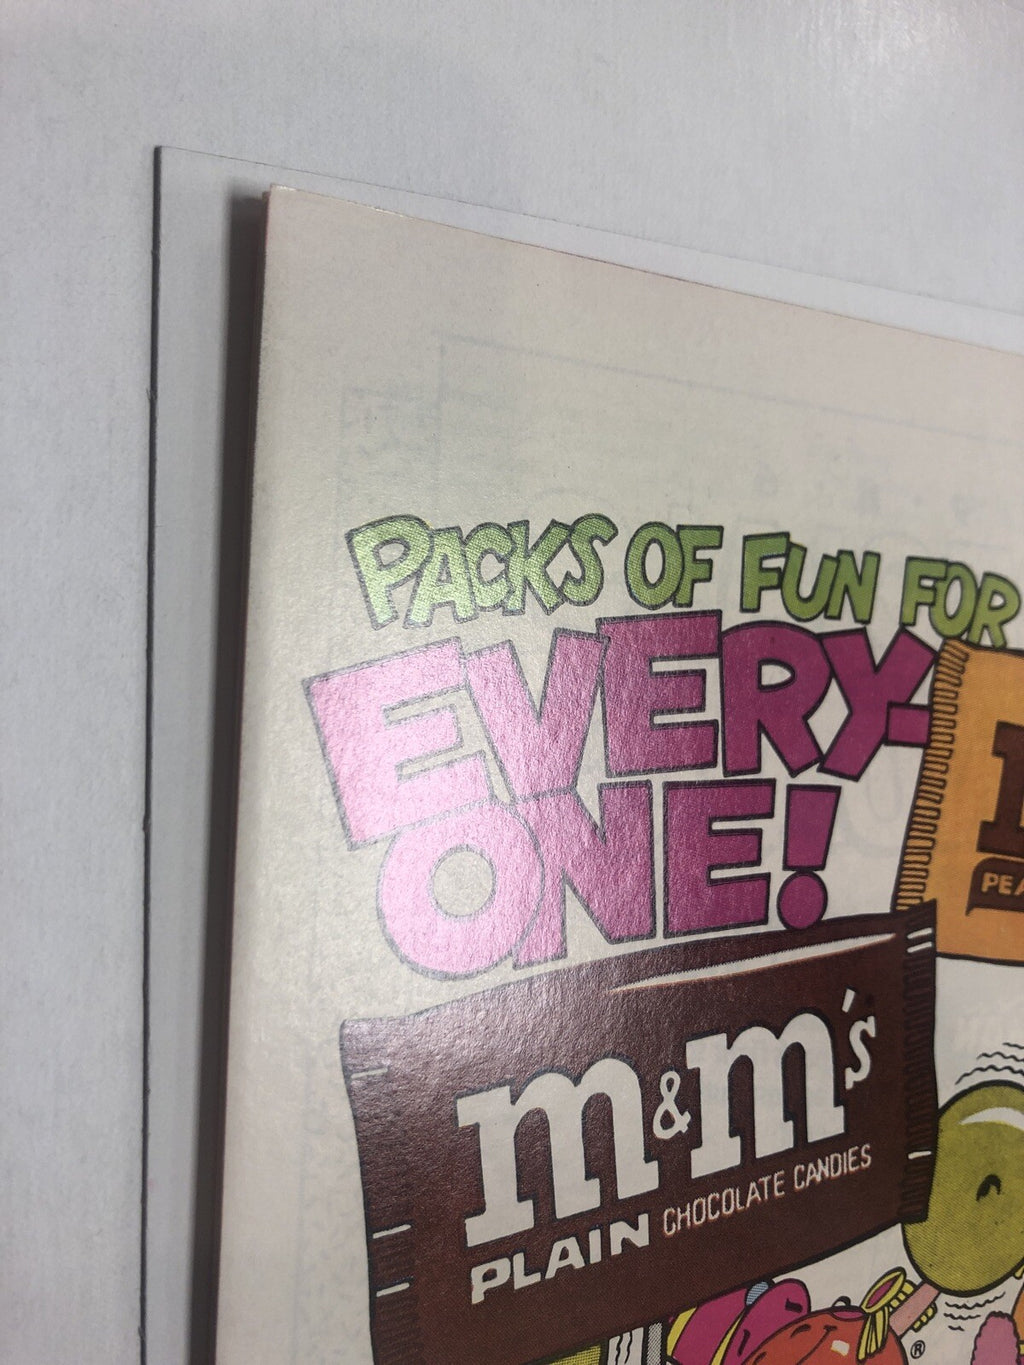 PACKS OF FUN FOR
EVERY-
ONE!
m&m's
PLAIN CHOCOLATE CANDIES
®